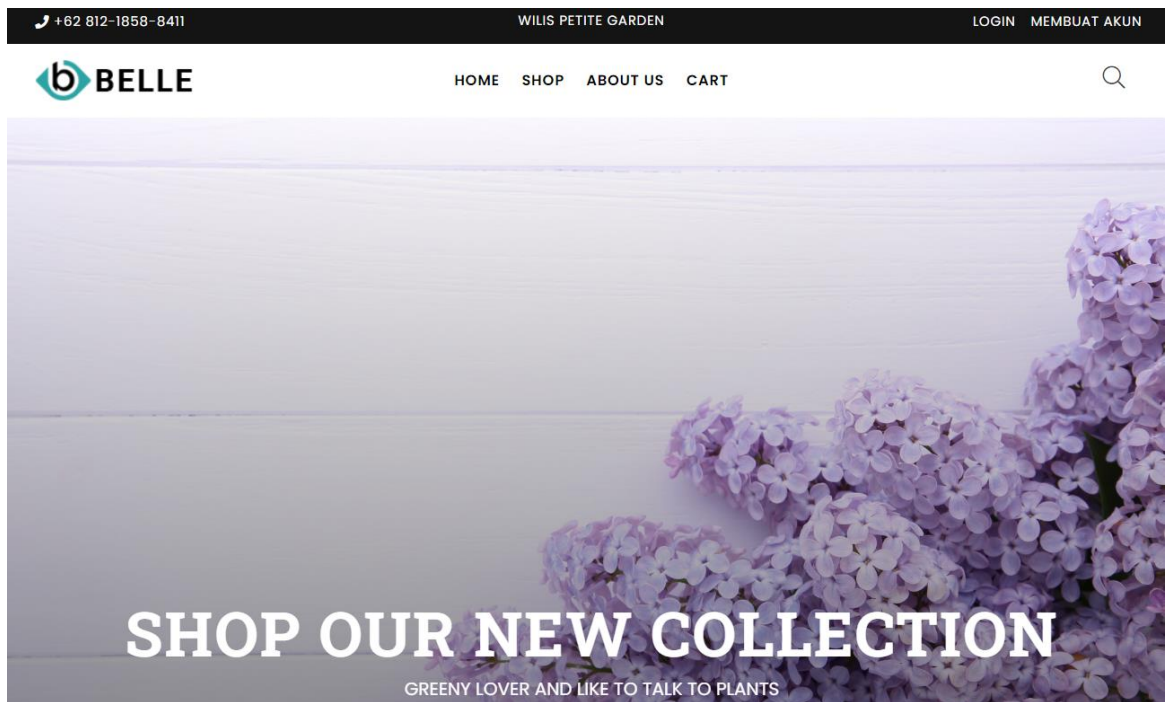 +62 812-1858-8411 WILIS PETITE GARDEN LOGIN MEMBUAT AKUN
b BELLE HOME SHOP ABOUT US CART
SHOP OUR NEW COLLECTION
GREENY LOVER AND LIKE TO TALK TO PLANTS